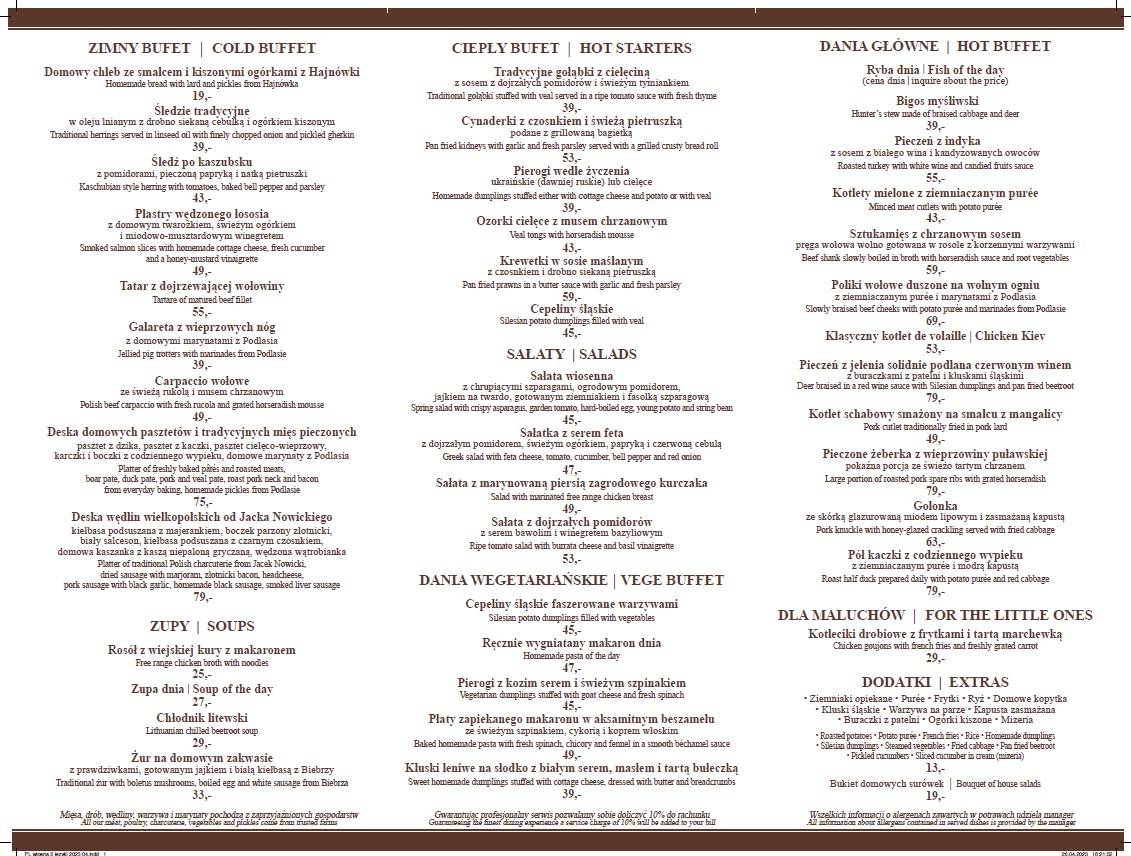 ZIMNY BUFET | COLD BUFFET
Domowy chleb ze smalcem i kiszonymi ogórkami z Hajnówki
Homemade bread with lard and pickles from Hajnówka
19,-
Śledzie tradycyjne
w oleju lnianym z drobno siekaną cebulką i ogórkiem kiszonym
Traditional herrings served in linseed oil with finely chopped onion and pickled gherkin
39,-
Śledź po kaszubsku
z pomidorami, pieczoną papryką i natką pietruszki
Kaschubian style herring with tomatoes, baked bell pepper and parsley
43,-
Plastry wędzonego łososia
z domowym twarożkiem, świeżym ogórkiem
i miodowo-musztardowym winegretem
Smoked salmon slices with homemade cottage cheese, fresh cucumber
and a honey-mustard vinaigrette
49,-
Tatar z dojrzewającej wołowiny
Tartare of matured beef fillet
55,-
Galareta z wieprzowych nóg
z domowymi marynatami z Podlasia
Jellied pig trotters with marinades from Podlasie
39,-
Carpaccio wołowe
ze świeżą rukolą i musem chrzanowym
Polish beef carpaccio with fresh rucola and grated horseradish mousse
49,-
Deska domowych pasztetów i tradycyjnych mięs pieczonych
pasztet z dzika, pasztet z kaczki, pasztet cielęco-wieprzowy,
karczki i boczki z codziennego wypieku, domowe marynaty z Podlasia
Platter of freshly baked pâtés and roasted meats,
boar pate, duck pate, pork and veal pate, roast pork neck and bacon
from everyday baking, homemade pickles from Podlasie
75,-
Deska wędlin wielkopolskich od Jacka Nowickiego
kiełbasa podsuszana z majerankiem, boczek parzony złotnicki,
biały salceson, kiełbasa podsuszana z czarnym czosnkiem,
domowa kaszanka z kaszą niepaloną gryczaną, wędzona wątrobianka
Platter of traditional Polish charcuterie from Jacek Nowicki,
dried sausage with marjoram, złotnicki bacon, headcheese,
pork sausage with black garlic, homemade black sausage, smoked liver sausage
79,-
ZUPY | SOUPS
Rosół z wiejskiej kury z makaronem
Free range chicken broth with noodles
25,-
Zupa dnia | Soup of the day
27,-
Chłodnik litewski
Lithuanian chilled beetroot soup
29,-
Żur na domowym zakwasie
z prawdziwkami, gotowanym jajkiem i białą kiełbasą z Biebrzy
Traditional żur with boletus mushrooms, boiled egg and white sausage from Biebrza
33,-
Mięsa, drób, wędliny, warzywa i marynaty pochodzą z zaprzyjaźnionych gospodarstw
All our meat, poultry, charcuterie, vegetables and pickles come from trusted farms
CIEPŁY BUFET | HOT STARTERS
Tradycyjne gołąbki z cielęciną
z sosem z dojrzałych pomidorów i świeżym tymiankiem
Traditional gołąbki stuffed with veal served in a ripe tomato sauce with fresh thyme
39,-
Cynaderki z czosnkiem i świeżą pietruszką
podane z grillowaną bagietką
Pan fried kidneys with garlic and fresh parsley served with a grilled crusty bread roll
53,-
Pierogi wedle życzenia
ukraińskie (dawniej ruskie) lub cielęce
Homemade dumplings stuffed either with cottage cheese and potato or with veal
39,-
Ozorki cielęce z musem chrzanowym
Veal tongs with horseradish mousse
43,-
Krewetki w sosie maślanym
z czosnkiem i drobno siekaną pietruszką
Pan fried prawns in a butter sauce with garlic and fresh parsley
59,-
Cepeliny śląskie
Silesian potato dumplings filled with veal
45,-
SAŁATY | SALADS
Sałata wiosenna
z chrupiącymi szparagami, ogrodowym pomidorem,
jajkiem na twardo, gotowanym ziemniakiem i fasolką szparagową
Spring salad with crispy asparagus, garden tomato, hard-boiled egg, young potato and string bean
45,-
Sałatka z serem feta
z dojrzałym pomidorem, świeżym ogórkiem, papryką i czerwoną cebulą
Greek salad with feta cheese, tomato, cucumber, bell pepper and red onion
47,-
Sałata z marynowaną piersią zagrodowego kurczaka
Salad with marinated free range chicken breast
49,-
Sałata z dojrzałych pomidorów
z serem bawolim i winegretem bazyliowym
Ripe tomato salad with burrata cheese and basil vinaigrette
53,-
DANIA WEGETARIAŃSKIE | VEGE BUFFET
Cepeliny śląskie faszerowane warzywami
Silesian potato dumplings filled with vegetables
45,-
Ręcznie wygniatany makaron dnia
Homemade pasta of the day
47,-
Pierogi z kozim serem i świeżym szpinakiem
Vegetarian dumplings stuffed with goat cheese and fresh spinach
45,-
Płaty zapiekanego makaronu w aksamitnym beszamelu
ze świeżym szpinakiem, cykorią i koprem włoskim
Baked homemade pasta with fresh spinach, chicory and fennel in a smooth béchamel sauce
49,-
Kluski leniwe na słodko z białym serem, masłem i tartą bułeczką
Sweet homemade dumplings stuffed with cottage cheese, dressed with butter and breadcrumbs
39,-
Gwarantując profesjonalny serwis pozwalamy sobie doliczyć 10% do rachunku
Guaranteeing the finest dining experience a service charge of 10% will be added to your bill
DANIA GŁÓWNE | HOT BUFFET
Ryba dnia | Fish of the day
(cena dnia | inquire about the price)
Bigos myśliwski
Hunter's stew made of braised cabbage and deer
39,-
Pieczeń z indyka
z sosem z białego wina i kandyzowanych owoców
Roasted turkey with white wine and candied fruits sauce
55,-
Kotlety mielone z ziemniaczanym purée
Minced meat cutlets with potato purée
43,-
Sztukamięs z chrzanowym sosem
pręga wołowa wolno gotowana w rosole z korzennymi warzywami
Beef shank slowly boiled in broth with horseradish sauce and root vegetables
59,-
Poliki wołowe duszone na wolnym ogniu
z ziemniaczanym purée i marynatami z Podlasia
Slowly braised beef cheeks with potato purée and marinades from Podlasie
69,-
Klasyczny kotlet de volaille | Chicken Kiev
53,-
Pieczeń z jelenia solidnie podlana czerwonym winem
z buraczkami z patelni i kluskami śląskimi
Deer braised in a red wine sauce with Silesian dumplings and pan fried beetroot
79,-
Kotlet schabowy smażony na smalcu z mangalicy
Pork cutlet traditionally fried in pork lard
49,-
Pieczone żeberka z wieprzowiny puławskiej
pokaźna porcja ze świeżo tartym chrzanem
Large portion of roasted pork spare ribs with grated horseradish
79,-
Golonka
ze skórką glazurowaną miodem lipowym i zasmażaną kapustą
Pork knuckle with honey-glazed crackling served with fried cabbage
63,-
Pół kaczki z codziennego wypieku
z ziemniaczanym purée i modrą kapustą
Roast half duck prepared daily with potato purée and red cabbage
79,-
DLA MALUCHÓW | FOR THE LITTLE ONES
Kotleciki drobiowe z frytkami i tartą marchewką
Chicken goujons with french fries and freshly grated carrot
29,-
DODATKI | EXTRAS
• Ziemniaki opiekane • Purée • Frytki • Ryż • Domowe kopytka
• Kluski śląskie • Warzywa na parze • Kapusta zasmażana
• Buraczki z patelni • Ogórki kiszone • Mizeria
• Roasted potatoes • Potato purée • French fries • Rice • Homemade dumplings
• Silesian dumplings • Steamed vegetables • Fried cabbage • Pan fried beetroot
• Pickled cucumbers • Sliced cucumber in cream (mizeria)
13,-
Bukiet domowych surówek | Bouquet of house salads
19,-
Wszelkich informacji o alergenach zawartych w potrawach udziela manager
All information about allergens contained in served dishes is provided by the manager